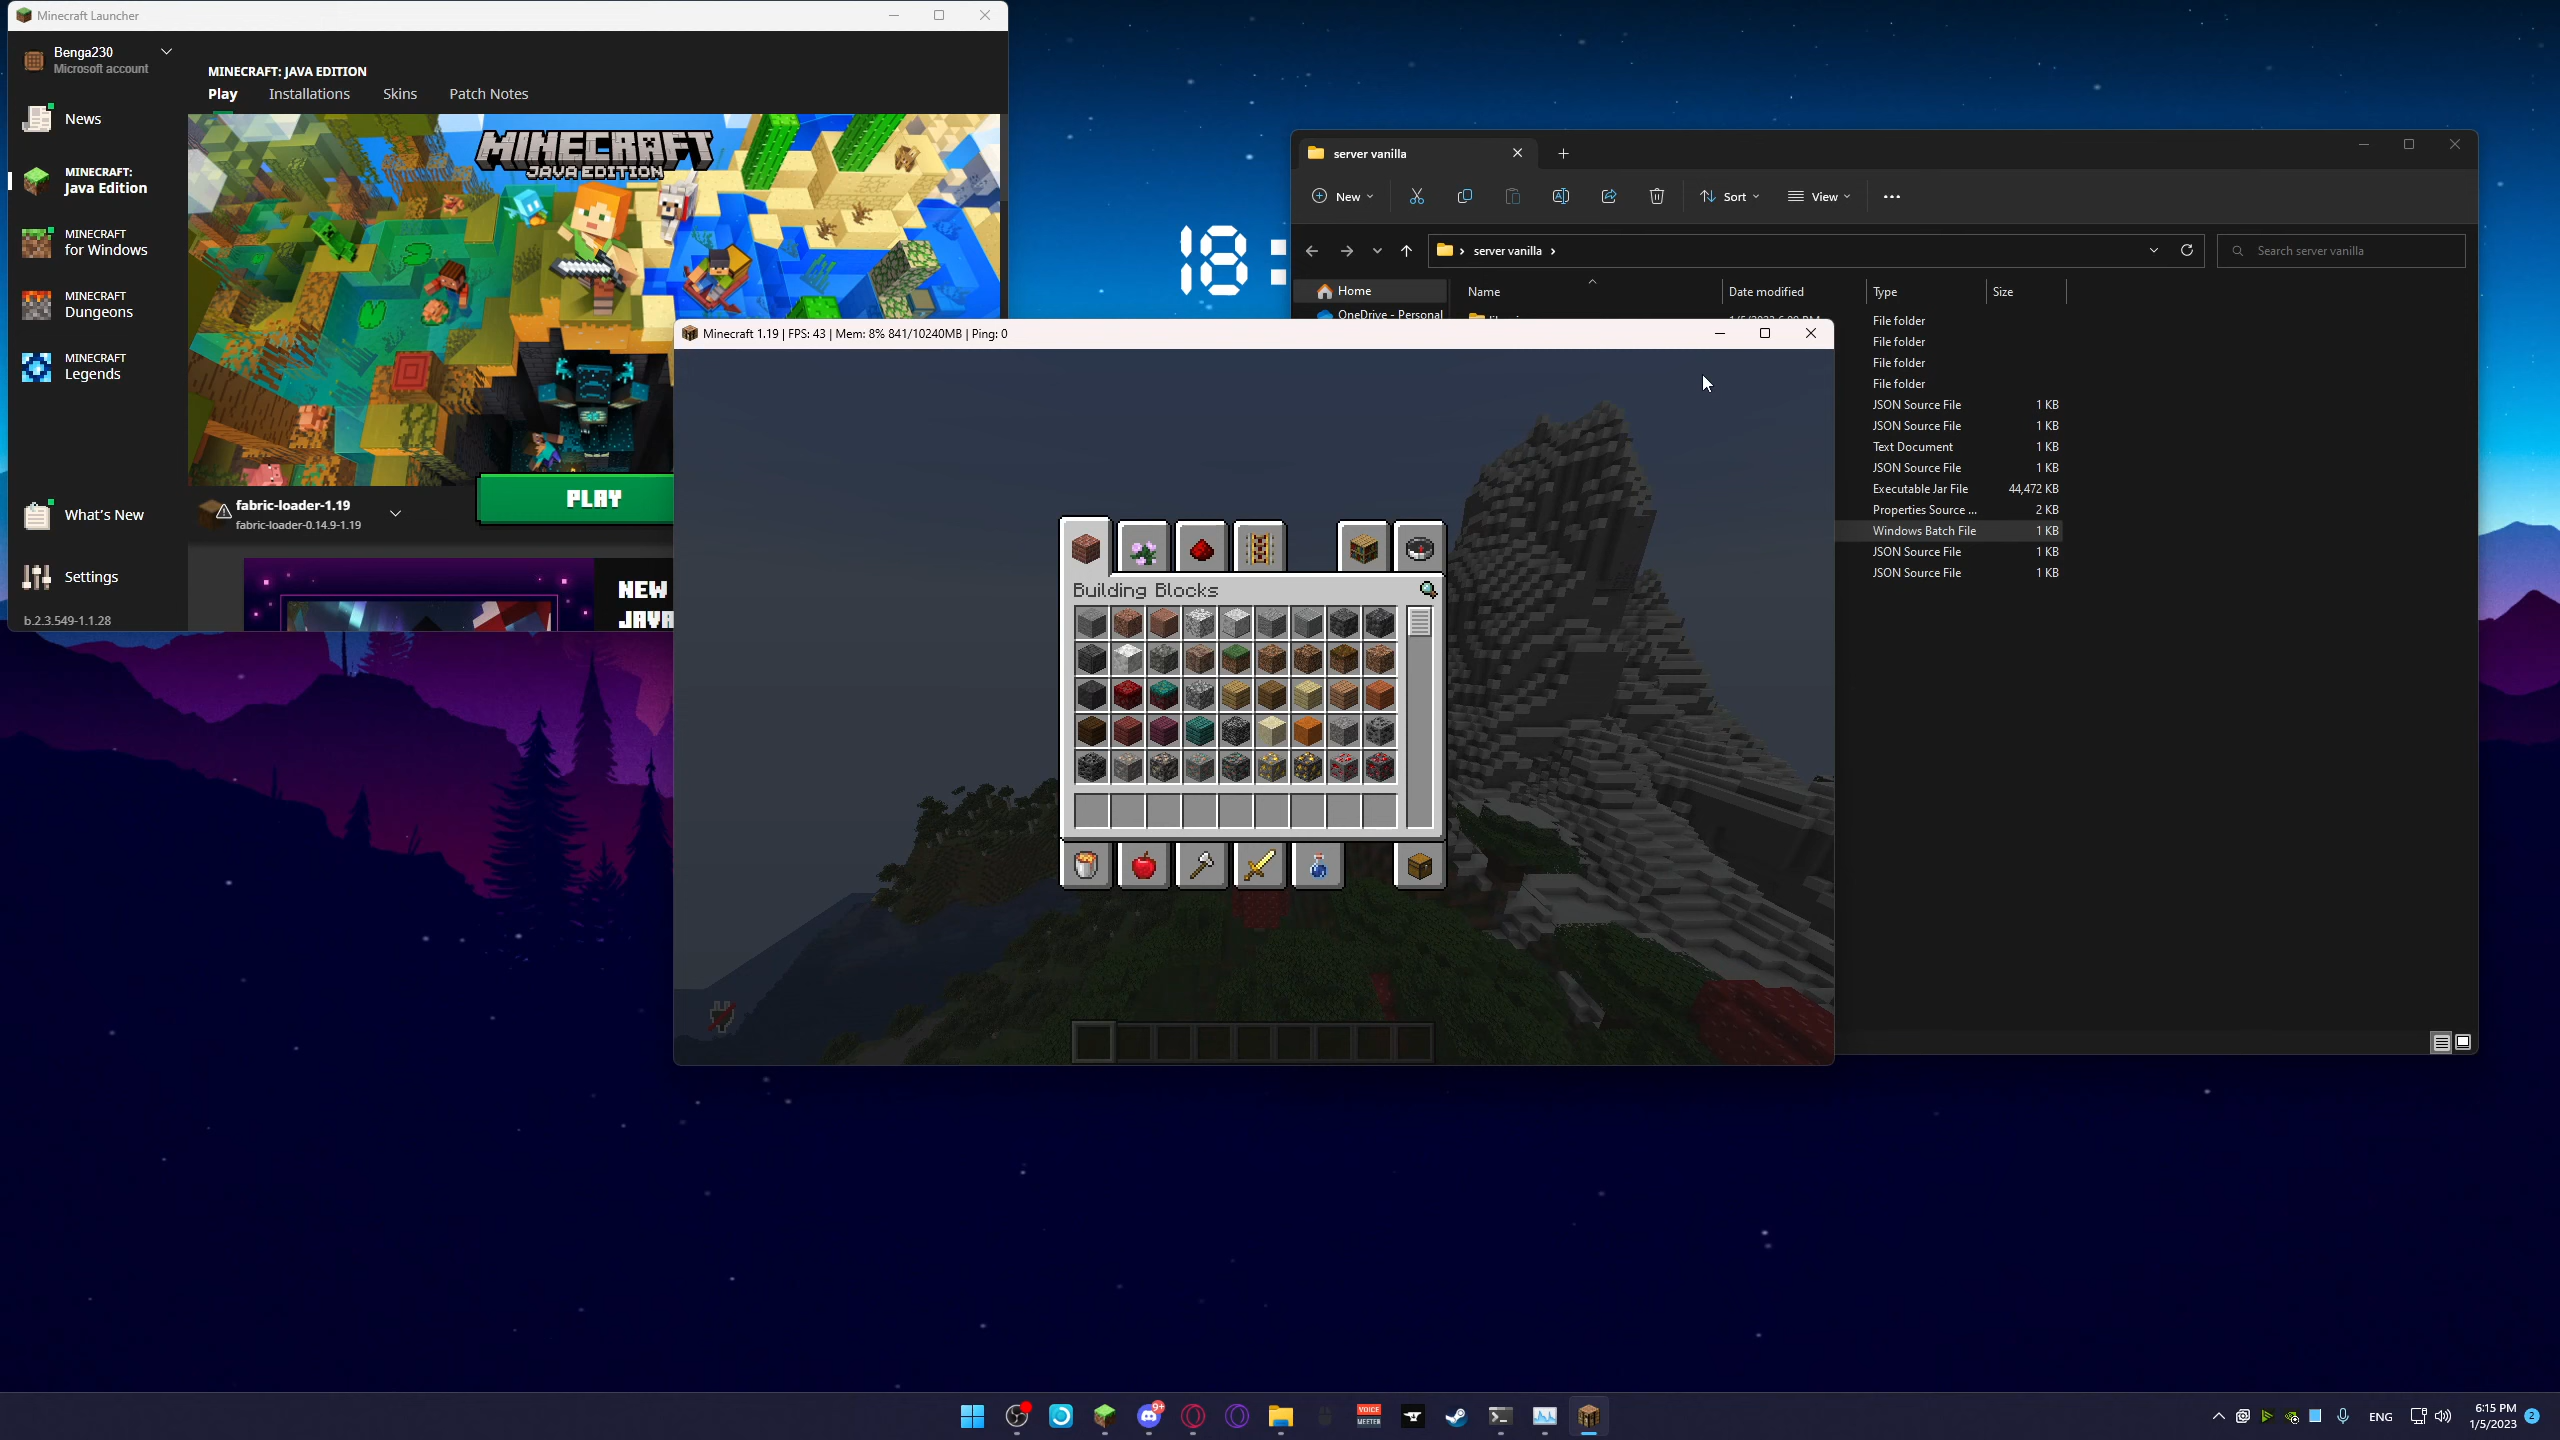 Minecraft Launcher
Benga230
Microsoft account
News
MINECRAFT:
Java Edition
MINECRAFT
for Windows
MINECRAFT
Dungeons
MINECRAFT
Legends
What's New
Settings
b.2.3.549-1.1.28
MINECRAFT: JAVA EDITION
Play Installations Skins Patch Notes
MINECRAFT
JAVA EDITION
fabric-loader-1.19
fabric-loader-0.14.9-1.19
PLAY
NEW
JAVA
18:
server vanilla
New Sort View
server vanilla
Search server vanilla
Home
OneDrive - Personal
Name Date modified Type Size
File folder
File folder
File folder
File folder
JSON Source File 1 KB
JSON Source File 1 KB
Text Document 1 KB
JSON Source File 1 KB
Executable Jar File 44,472 KB
Properties Source ... 2 KB
Windows Batch File 1 KB
JSON Source File 1 KB
JSON Source File 1 KB
Minecraft 1.19 | FPS: 43 | Mem: 8% 841/10240MB | Ping: 0
Building Blocks
9+
VOICE
MEETER
ENG
6:15 PM
1/5/2023
2